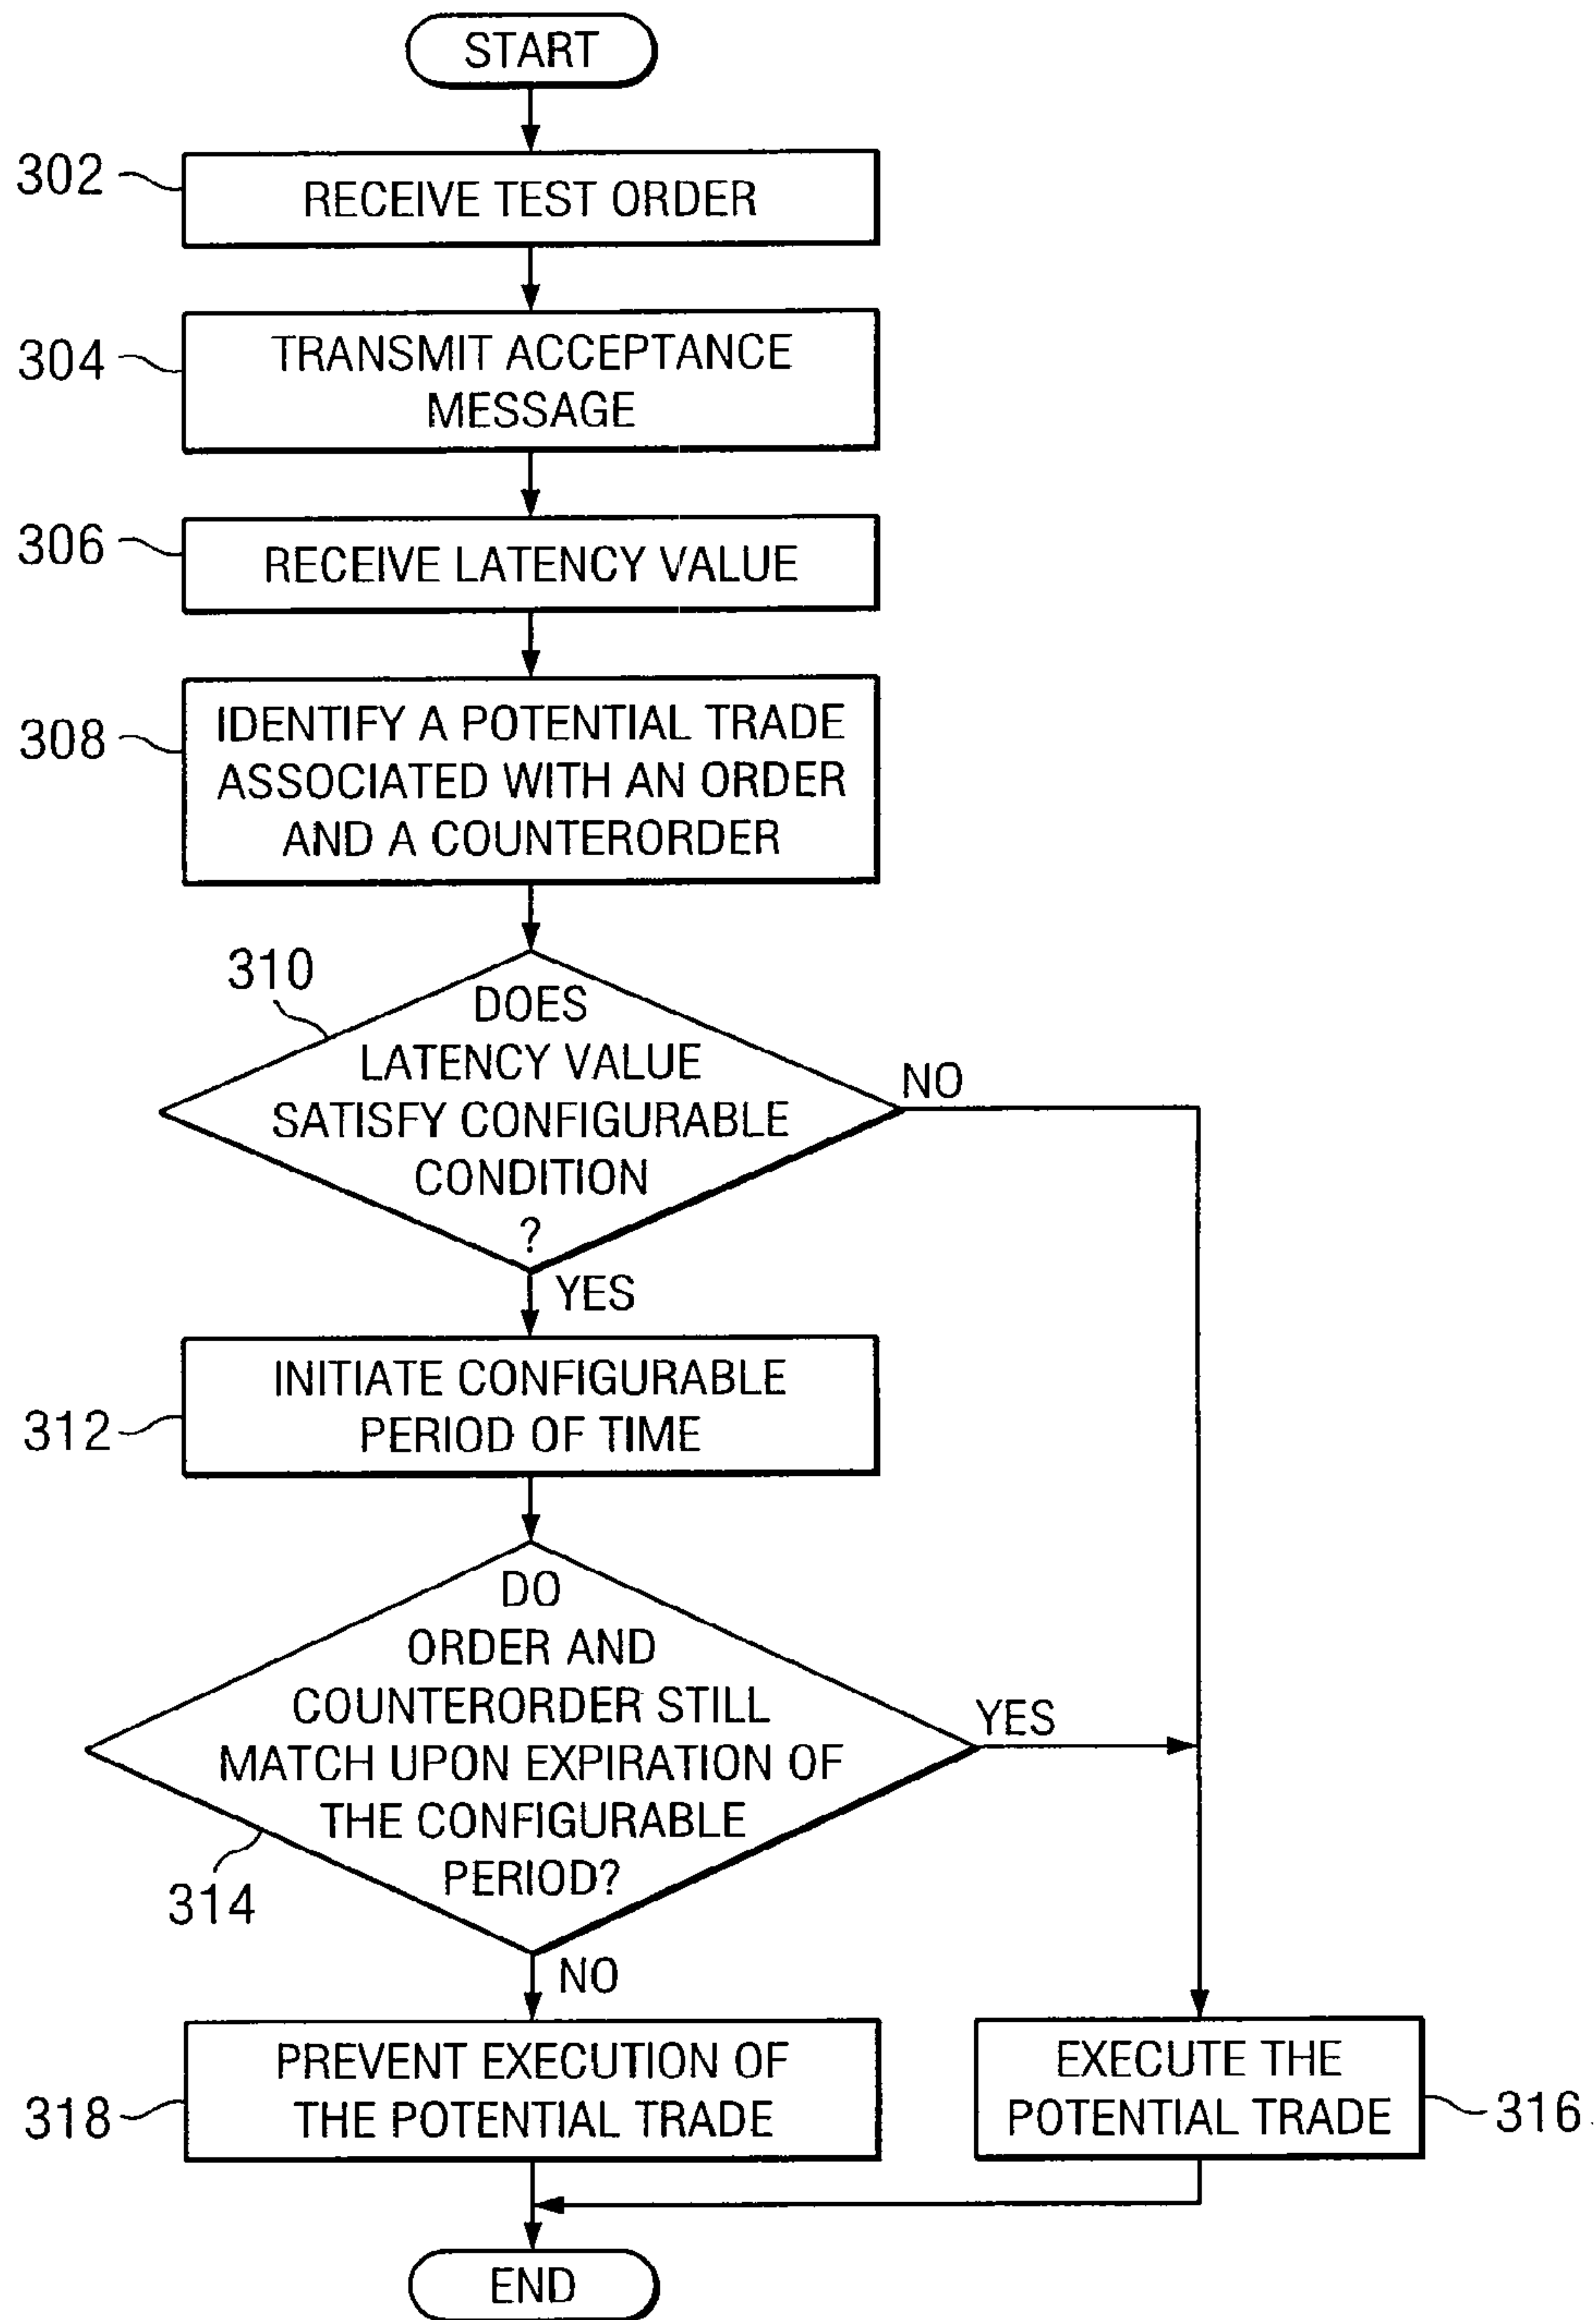 START
302
RECEIVE TEST ORDER
304
TRANSMIT ACCEPTANCE
MESSAGE
306
RECEIVE LATENCY VALUE
308
IDENTIFY A POTENTIAL TRADE
ASSOCIATED WITH AN ORDER
AND A COUNTERORDER
310
DOES
LATENCY VALUE
SATISFY CONFIGURABLE
CONDITION
?
NO
YES
312
INITIATE CONFIGURABLE
PERIOD OF TIME
DO
ORDER AND
COUNTERORDER STILL
MATCH UPON EXPIRATION OF
THE CONFIGURABLE
PERIOD?
YES
314
NO
318
PREVENT EXECUTION OF
THE POTENTIAL TRADE
EXECUTE THE
POTENTIAL TRADE
316
END